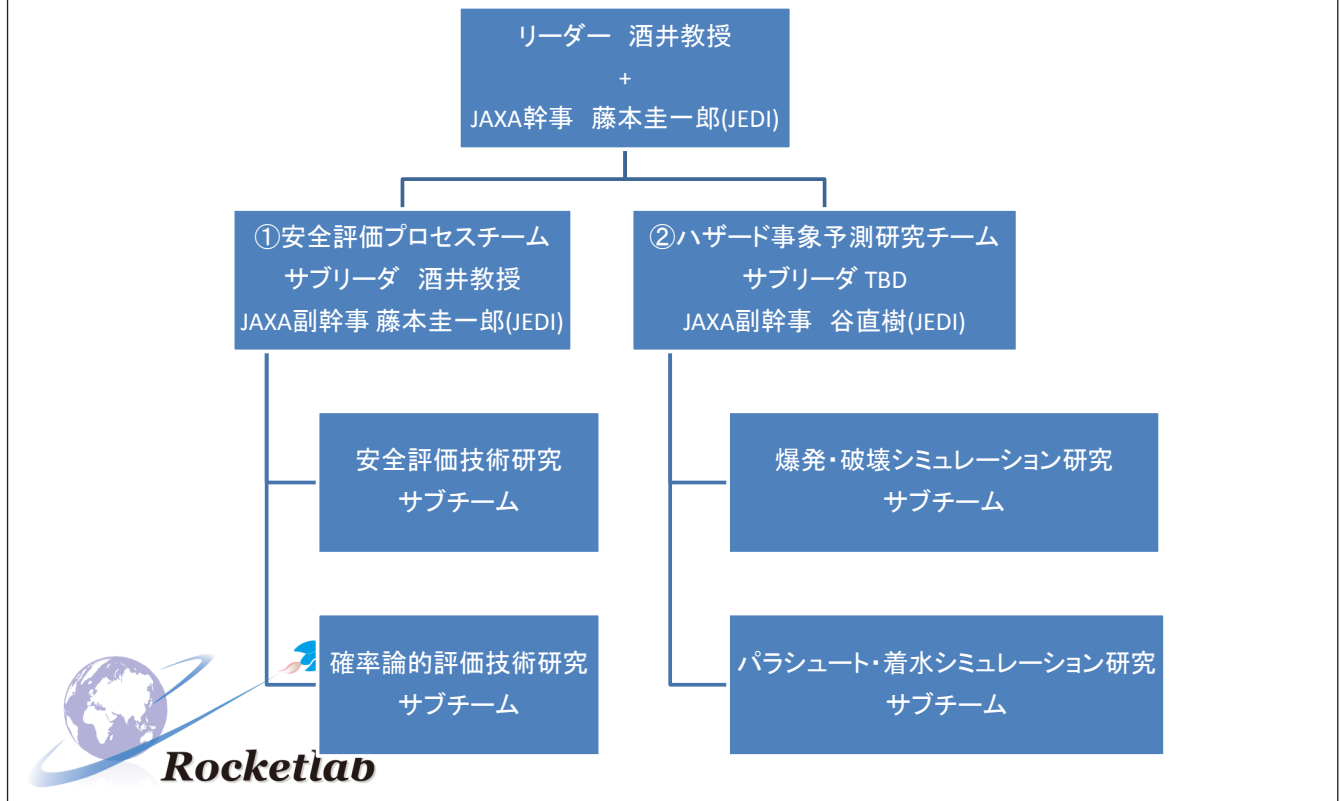 リーダー 酒井教授
+
JAXA幹事 藤本圭一郎(JEDI)
①安全評価プロセスチーム
サブリーダ 酒井教授
JAXA副幹事 藤本圭一郎(JEDI)
②ハザード事象予測研究チーム
サブリーダ TBD
JAXA副幹事 谷直樹(JEDI)
安全評価技術研究
サブチーム
爆発・破壊シミュレーション研究
サブチーム
確率論的評価技術研究
サブチーム
パラシュート・着水シミュレーション研究
サブチーム
Rocketlab